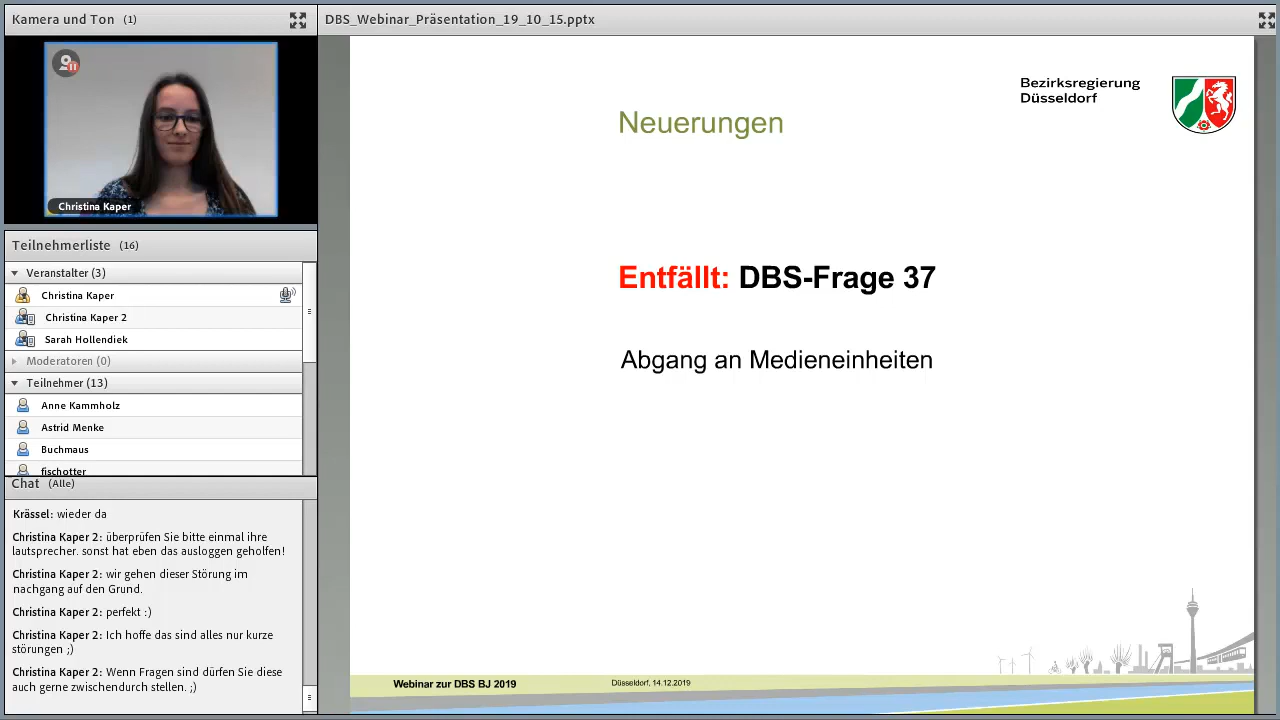 Kamera und Ton (1)
Christina Kaper
Teilnehmerliste (16)
Veranstalter (3)
Christina Kaper
Christina Kaper 2
Sarah Hollendiek
Moderatoren (0)
Teilnehmer (13)
Anne Kammholz
Astrid Menke
Buchmaus
fischotter
Chat (Alle)
Krässel: wieder da
Christina Kaper 2: überprüfen Sie bitte einmal ihre
lautsprecher. sonst hat eben das ausloggen geholfen!
Christina Kaper 2: wir gehen dieser Störung im
nachgang auf den Grund.
Christina Kaper 2: perfekt :)
Christina Kaper 2: Ich hoffe das sind alles nur kurze
störungen ;)
Christina Kaper 2: Wenn Fragen sind dürfen Sie diese
auch gerne zwischendurch stellen. ;)
DBS_Webinar_Präsentation_19_10_15.pptx
Bezirksregierung
Düsseldorf
Neuerungen
Entfällt: DBS-Frage 37
Abgang an Medieneinheiten
Webinar zur DBS BJ 2019
Düsseldorf, 14.12.2019